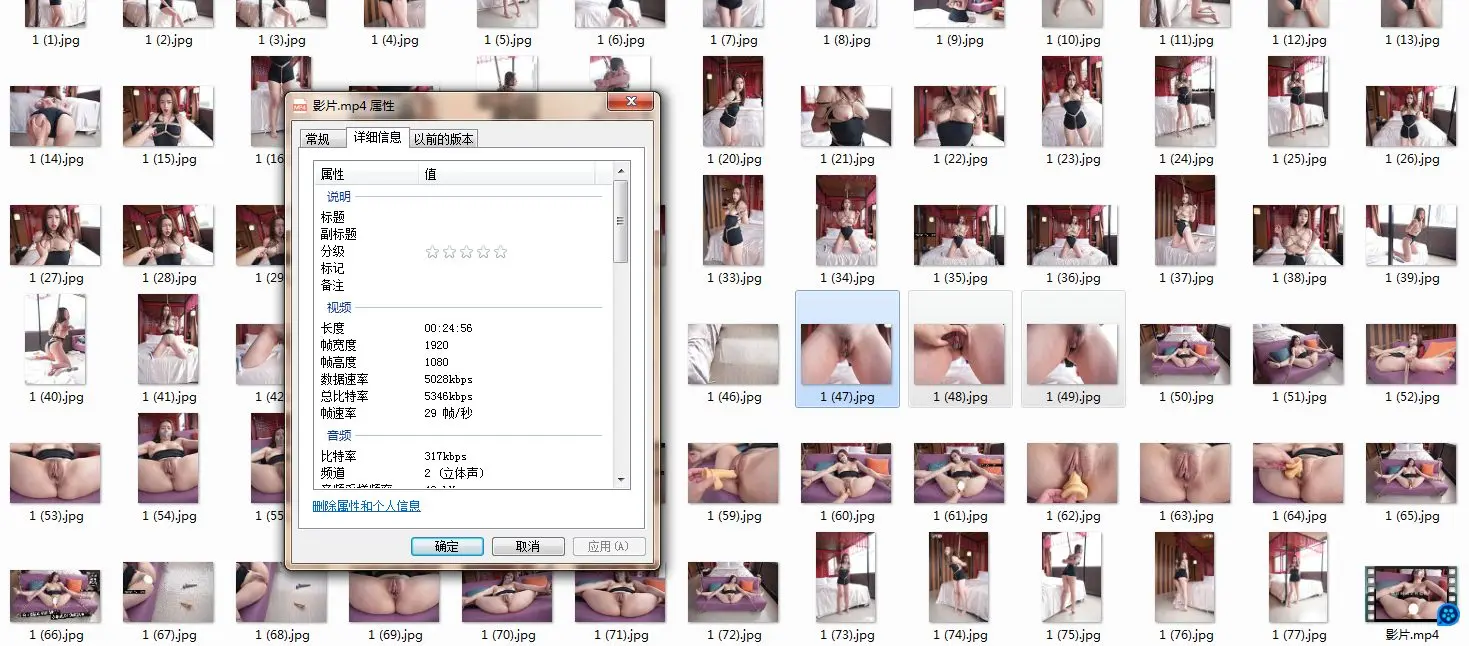 1 (1).jpg
1 (2).jpg
1 (3).jpg
1 (4).jpg
1 (5).jpg
1 (6).jpg
1 (7).jpg
1 (8).jpg
1 (9).jpg
1 (10).jpg
1 (11).jpg
1 (12).jpg
1 (13).jpg
1 (14).jpg
1 (15).jpg
1 (16
1 (20).jpg
1 (21).jpg
1 (22).jpg
1 (23).jpg
1 (24).jpg
1 (25).jpg
1 (26).jpg
1 (27).jpg
1 (28).jpg
1 (29
1 (33).jpg
1 (34).jpg
1 (35).jpg
1 (36).jpg
1 (37).jpg
1 (38).jpg
1 (39).jpg
1 (40).jpg
1 (41).jpg
1 (42
1 (46).jpg
1 (47).jpg
1 (48).jpg
1 (49).jpg
1 (50).jpg
1 (51).jpg
1 (52).jpg
1 (53).jpg
1 (54).jpg
1 (55
1 (59).jpg
1 (60).jpg
1 (61).jpg
1 (62).jpg
1 (63).jpg
1 (64).jpg
1 (65).jpg
1 (66).jpg
1 (67).jpg
1 (68).jpg
1 (69).jpg
1 (70).jpg
1 (71).jpg
1 (72).jpg
1 (73).jpg
1 (74).jpg
1 (75).jpg
1 (76).jpg
1 (77).jpg
影片.mp4
影片.mp4 属性
常规 详细信息 以前的版本
属性 值
说明
标题
副标题
分级
标记
备注
视频
长度 00:24:56
帧宽度 1920
帧高度 1080
数据速率 5028kbps
总比特率 5346kbps
帧速率 29 帧/秒
音频
比特率 317kbps
频道 2 (立体声)
删除属性和个人信息
确定 取消 应用(A)